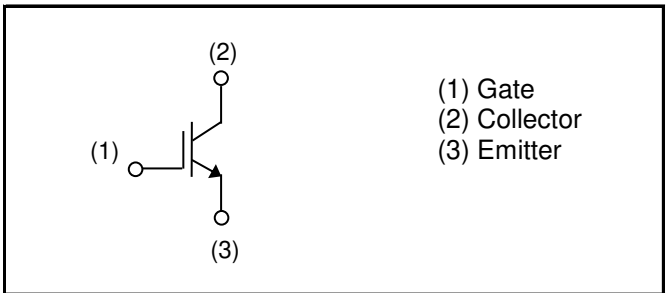 (2)
(1)
(3)
(1) Gate
(2) Collector
(3) Emitter